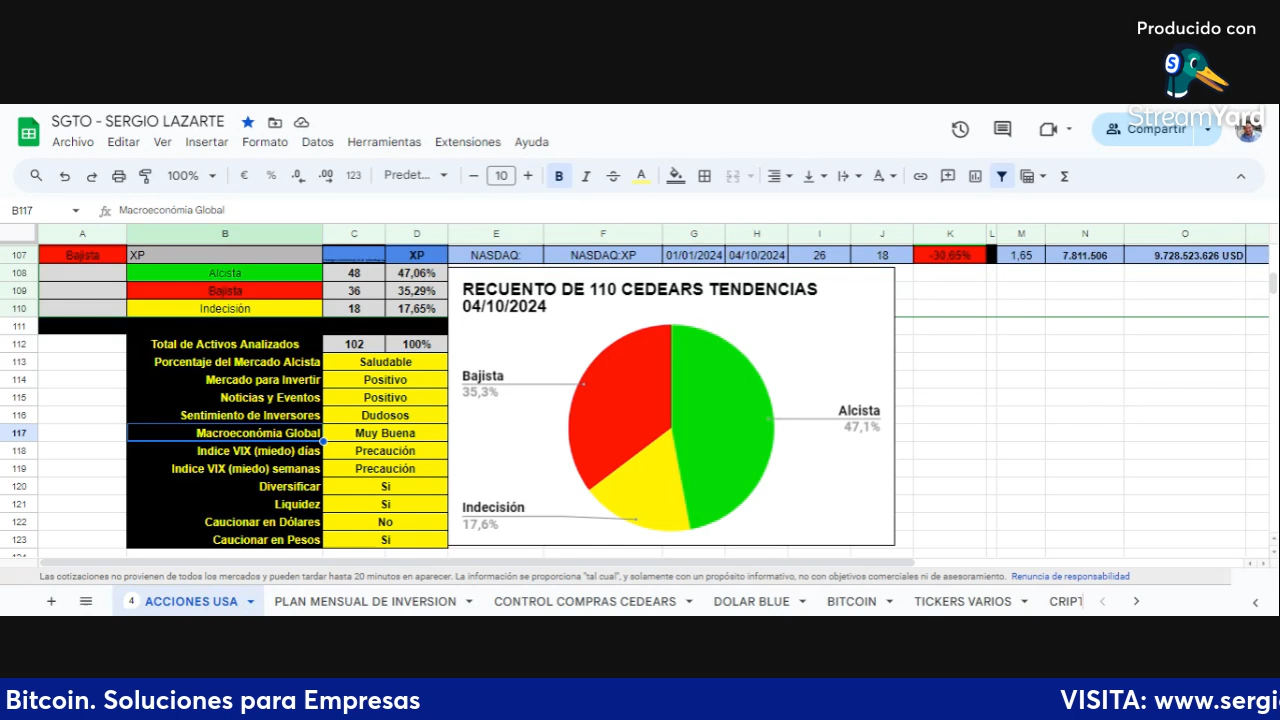 Producido con
StreamYard
SGTO - SERGIO LAZARTE
Archivo Editar Ver Insertar Formato Datos Herramientas Extensiones Ayuda
Compartir
100% € % .0 .00 123 Predet... 10 B I S A Σ
B117 fx Macroeconómia Global
A B C D E F G H I J K L M N O
107 Bajista XP XP NASDAQ: NASDAQ:XP 01/01/2024 04/10/2024 26 18 -30,65% 1,65 7.811.506 9.728.523.626 USD
108 Alcista 48 47,06%
109 Bajista 36 35,29%
110 Indecisión 18 17,65%
111
112 Total de Activos Analizados 102 100%
113 Porcentaje del Mercado Alcista Saludable
114 Mercado para Invertir Positivo
115 Noticias y Eventos Positivo
116 Sentimiento de Inversores Dudosos
117 Macroeconómia Global Muy Buena
118 Indice VIX (miedo) días Precaución
119 Indice VIX (miedo) semanas Precaución
120 Diversificar Si
121 Liquidez Si
122 Caucionar en Dólares No
123 Caucionar en Pesos Si
RECUENTO DE 110 CEDEARS TENDENCIAS
04/10/2024
Bajista
35,3%
Alcista
47,1%
Indecisión
17,6%
Las cotizaciones no provienen de todos los mercados y pueden tardar hasta 20 minutos en aparecer. La información se proporciona "tal cual", y solamente con un propósito informativo, no con objetivos comerciales ni de asesoramiento. Renuncia de responsabilidad
4 ACCIONES USA PLAN MENSUAL DE INVERSION CONTROL COMPRAS CEDEARS DOLAR BLUE BITCOIN TICKERS VARIOS CRIPT
Bitcoin. Soluciones para Empresas VISITA: www.sergi